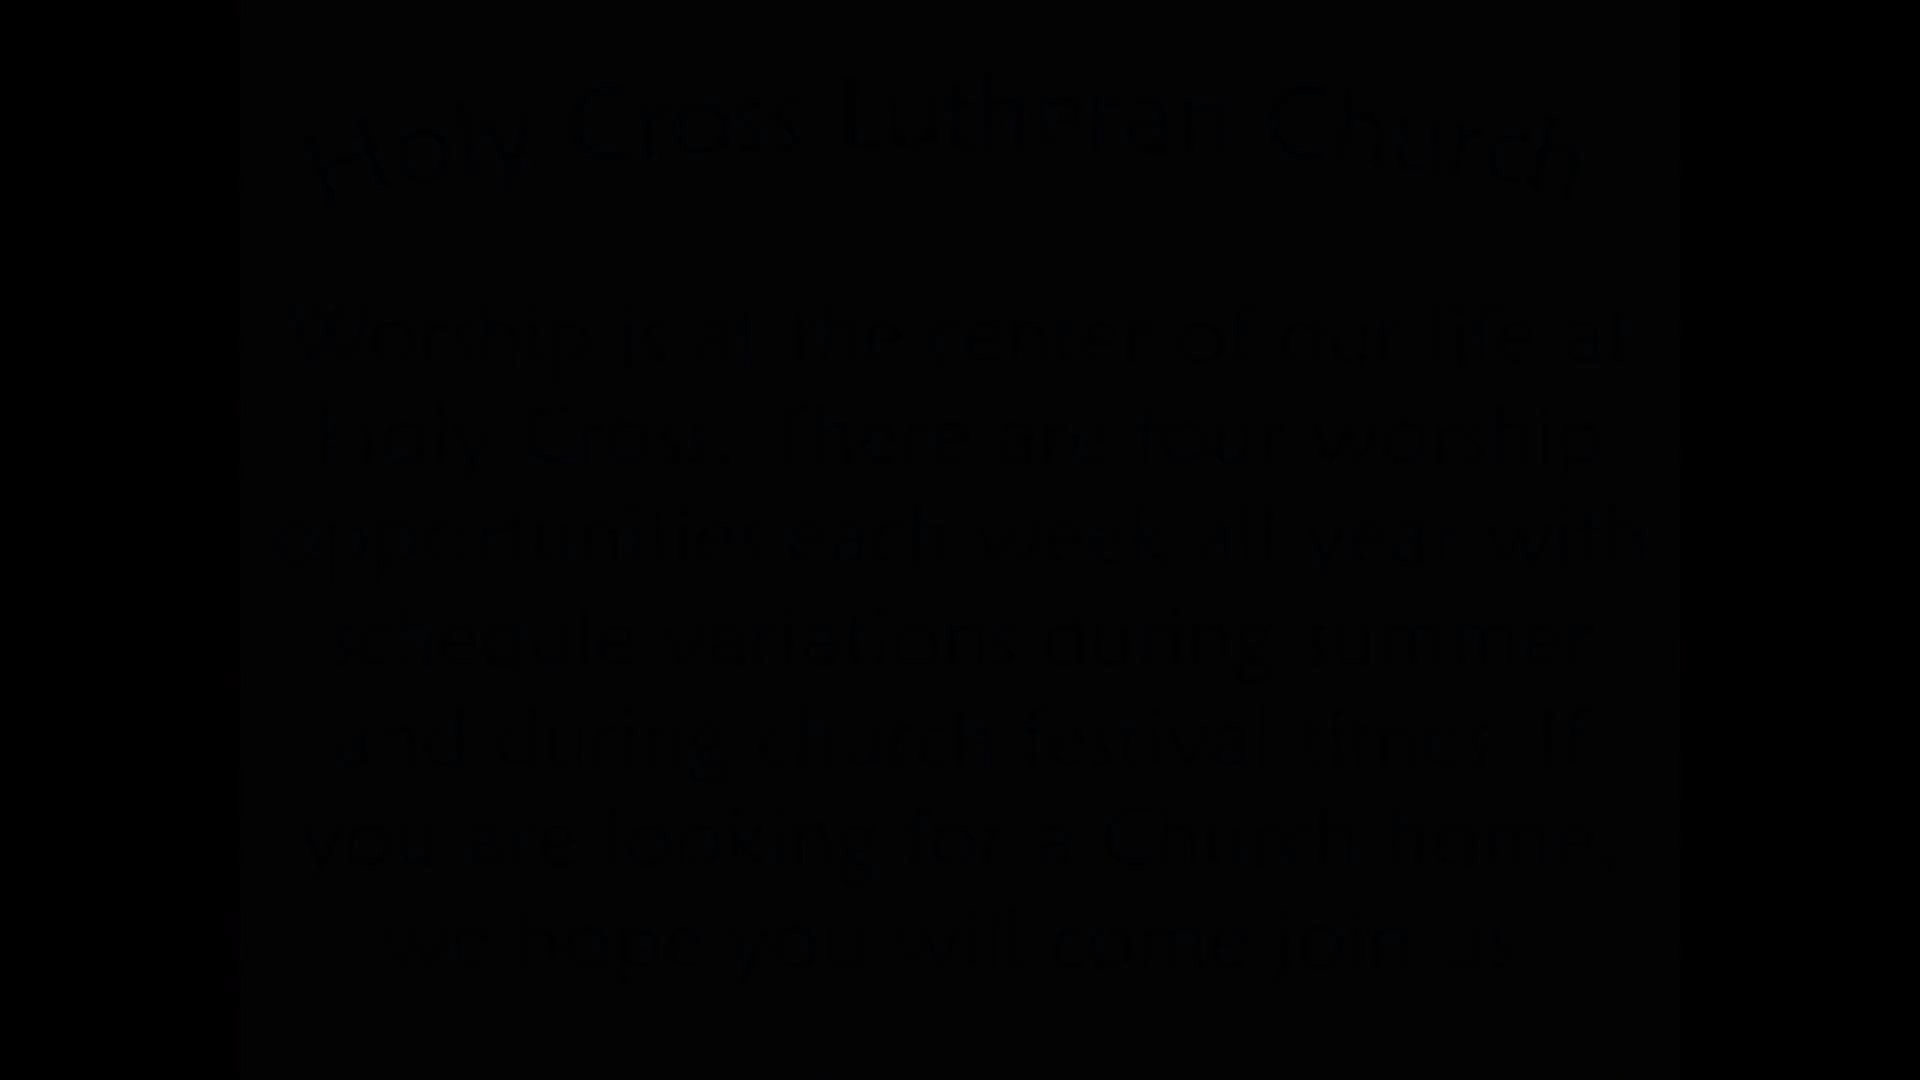 Holy Cross Lutheran Church
Worship is at the center of our life at
Holy Cross. There are four worship
opportunities each week all year with
schedule variations during summer
and during church festival times. If
you are looking for a Church home,
we hope you will come join us